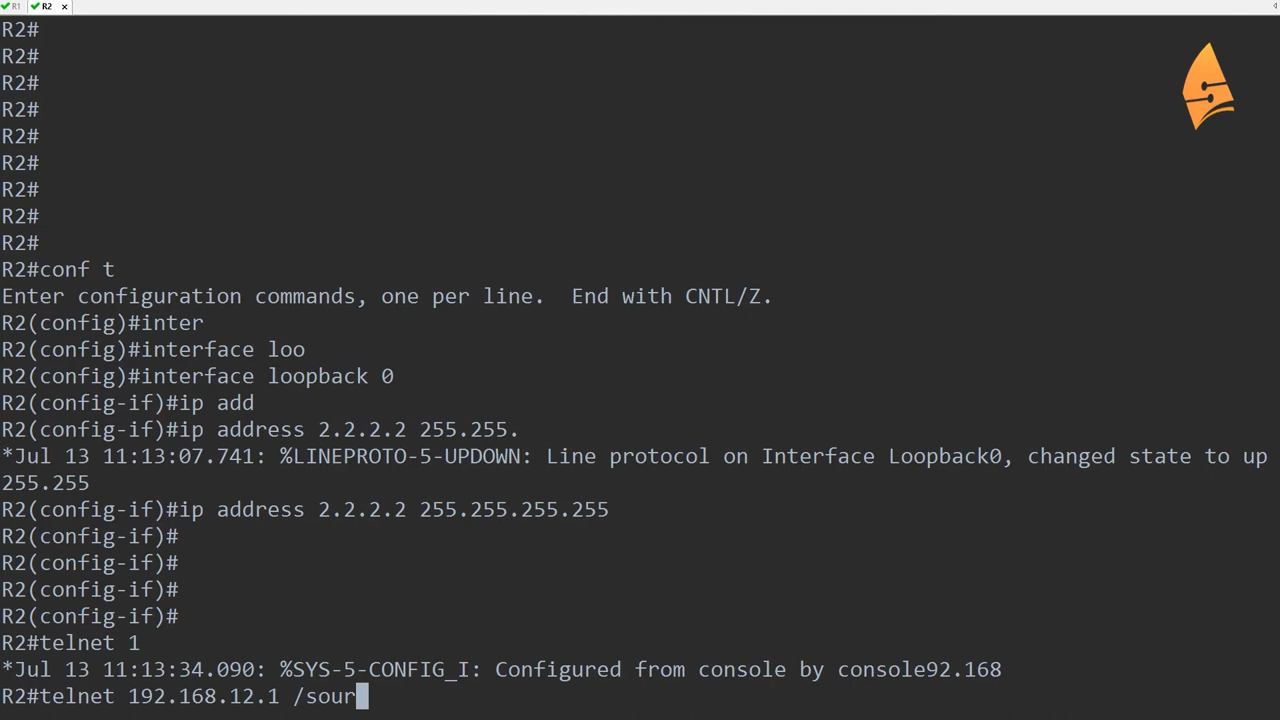 R1 R2 x
R2#
R2#
R2#
R2#
R2#
R2#
R2#
R2#
R2#
R2#conf t
Enter configuration commands, one per line.  End with CNTL/Z.
R2(config)#inter
R2(config)#interface loo
R2(config)#interface loopback 0
R2(config-if)#ip add
R2(config-if)#ip address 2.2.2.2 255.255.
*Jul 13 11:13:07.741: %LINEPROTO-5-UPDOWN: Line protocol on Interface Loopback0, changed state to up
255.255
R2(config-if)#ip address 2.2.2.2 255.255.255.255
R2(config-if)#
R2(config-if)#
R2(config-if)#
R2(config-if)#
R2#telnet 1
*Jul 13 11:13:34.090: %SYS-5-CONFIG_I: Configured from console by console92.168
R2#telnet 192.168.12.1 /sour